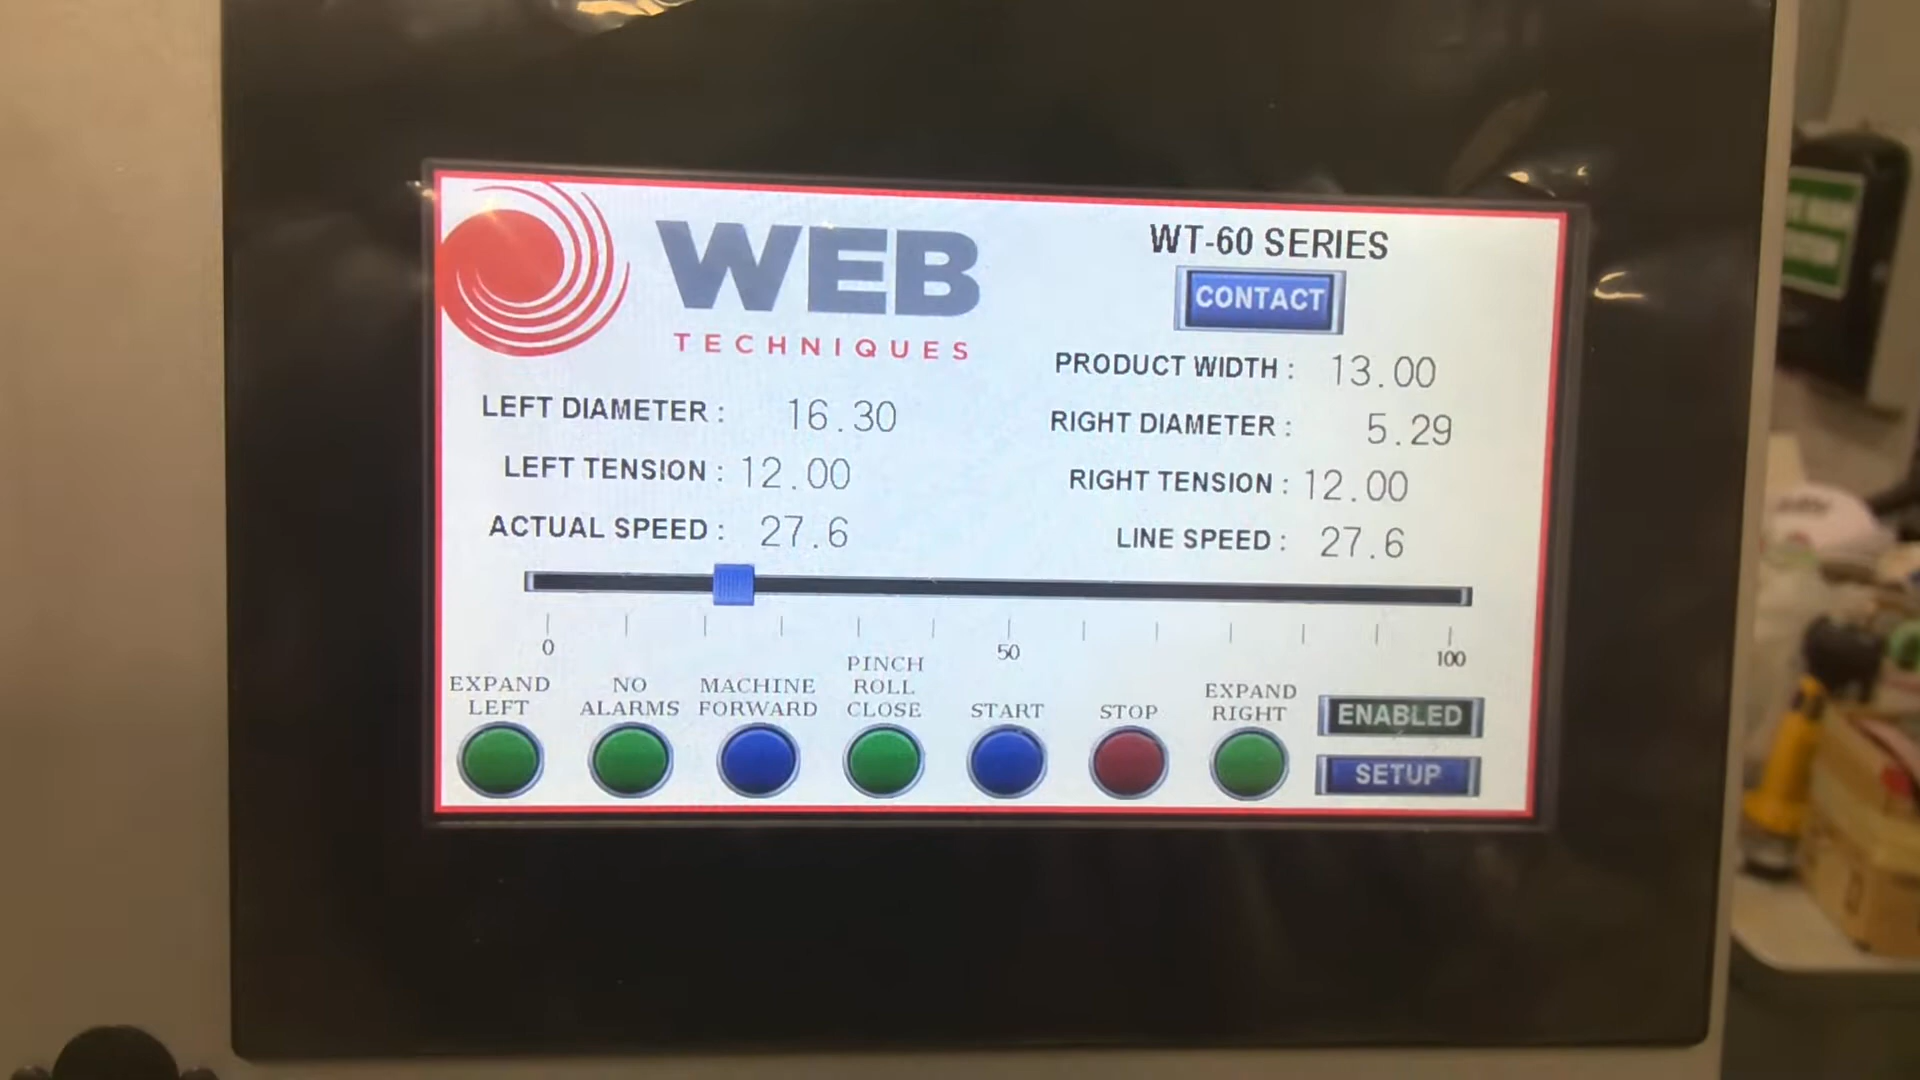 WEB
TECHNIQUES
WT-60 SERIES
CONTACT
PRODUCT WIDTH : 13.00
LEFT DIAMETER : 16.30
RIGHT DIAMETER : 5.29
LEFT TENSION : 12.00
RIGHT TENSION : 12.00
ACTUAL SPEED : 27.6
LINE SPEED : 27.6
0
50
100
EXPAND
LEFT
NO
ALARMS
MACHINE
FORWARD
PINCH
ROLL
CLOSE
START
STOP
EXPAND
RIGHT
ENABLED
SETUP